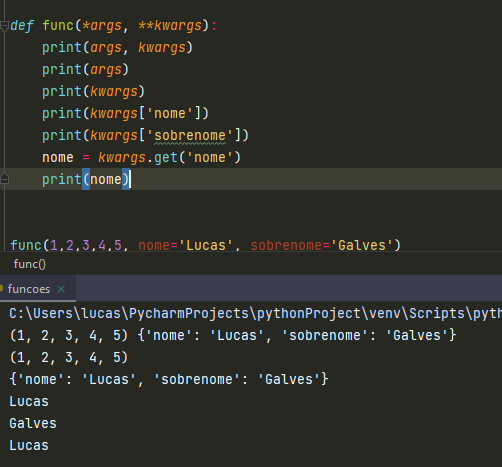 def func(*args, **kwargs):
    print(args, kwargs)
    print(args)
    print(kwargs)
    print(kwargs['nome'])
    print(kwargs['sobrenome'])
    nome = kwargs.get('nome')
    print(nome)
func(1,2,3,4,5, nome='Lucas', sobrenome='Galves')
func()
funcoes ×
C:\Users\lucas\PycharmProjects\pythonProject\venv\Scripts\pyth
(1, 2, 3, 4, 5) {'nome': 'Lucas', 'sobrenome': 'Galves'}
(1, 2, 3, 4, 5)
{'nome': 'Lucas', 'sobrenome': 'Galves'}
Lucas
Galves
Lucas